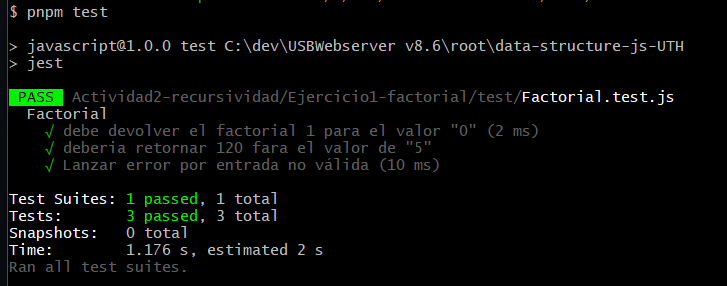 $ pnpm test
> javascript@1.0.0 test C:\dev\USBWebserver v8.6\root\data-structure-js-UTH
> jest
PASS Actividad2-recursividad/Ejercicio1-factorial/test/Factorial.test.js
Factorial
√ debe devolver el factorial 1 para el valor "0" (2 ms)
√ deberia retornar 120 fara el valor de "5"
√ Lanzar error por entrada no válida (10 ms)
Test Suites: 1 passed, 1 total
Tests: 3 passed, 3 total
Snapshots: 0 total
Time: 1.176 s, estimated 2 s
Ran all test suites.